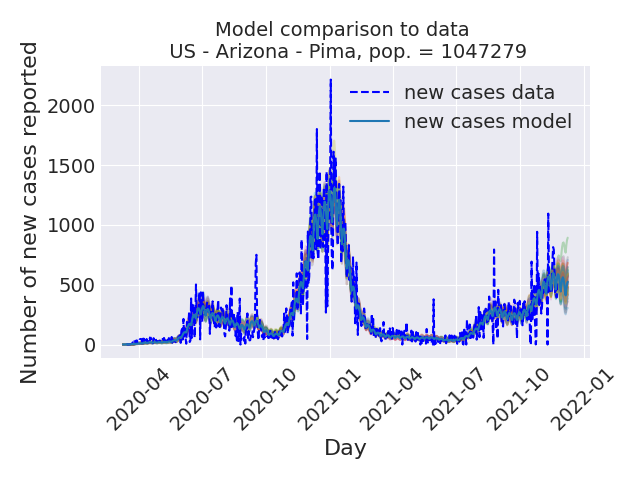 Model comparison to data
US - Arizona - Pima, pop. = 1047279
Number of new cases reported
2000
1500
1000
500
0
new cases data
new cases model
2020-04
2020-07
2020-10
2021-01
2021-04
2021-07
2021-10
2022-01
Day